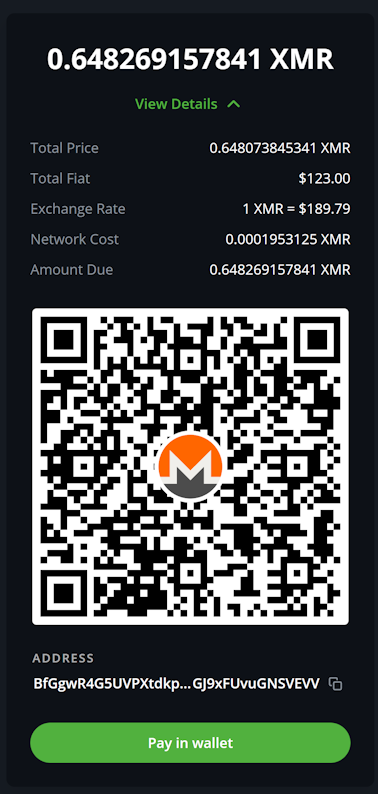 0.648269157841 XMR
View Details
Total Price 0.648073845341 XMR
Total Fiat $123.00
Exchange Rate 1 XMR = $189.79
Network Cost 0.0001953125 XMR
Amount Due 0.648269157841 XMR
ADDRESS
BfGgwR4G5UVPXtdkp...GJ9xFUvuGNSVEVV
Pay in wallet